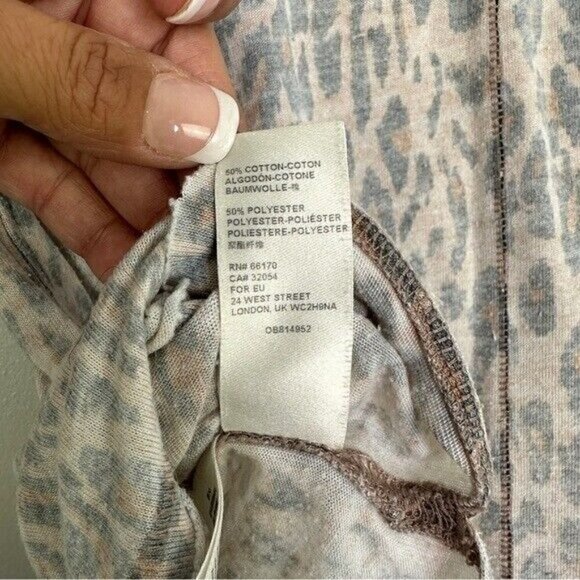 50% COTTON-COTON
ALGODÓN-COTONE
BAUMWOLLE-棉
50% POLYESTER
POLYESTER-POLIÉSTER
POLIESTERE-POLYESTER
聚酯纤维
RN# 66170
CA# 32054
FOR EU
24 WEST STREET
LONDON, UK WC2H9NA
OB814952